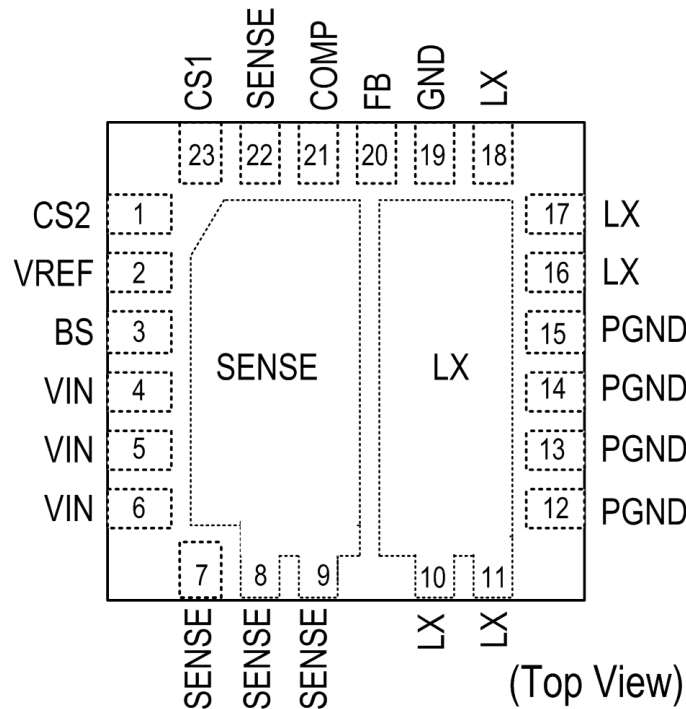 CS1
SENSE
COMP
FB
GND
LX
23
22
21
20
19
18
CS2 1
17 LX
VREF 2
16 LX
BS 3
15 PGND
VIN 4
14 PGND
VIN 5
13 PGND
VIN 6
12 PGND
SENSE
LX
7
8
9
10
11
SENSE
SENSE
SENSE
LX
LX
(Top View)